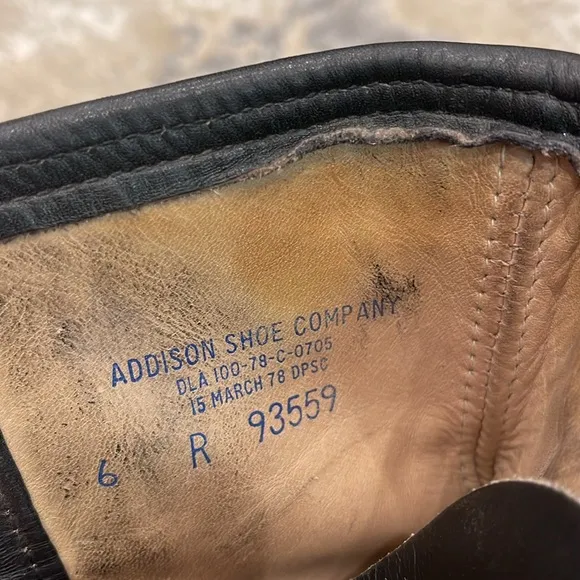 ADDISON SHOE COMPANY
DLA 100-78-C-0705
15 MARCH 78 DPSC
6 R 93559